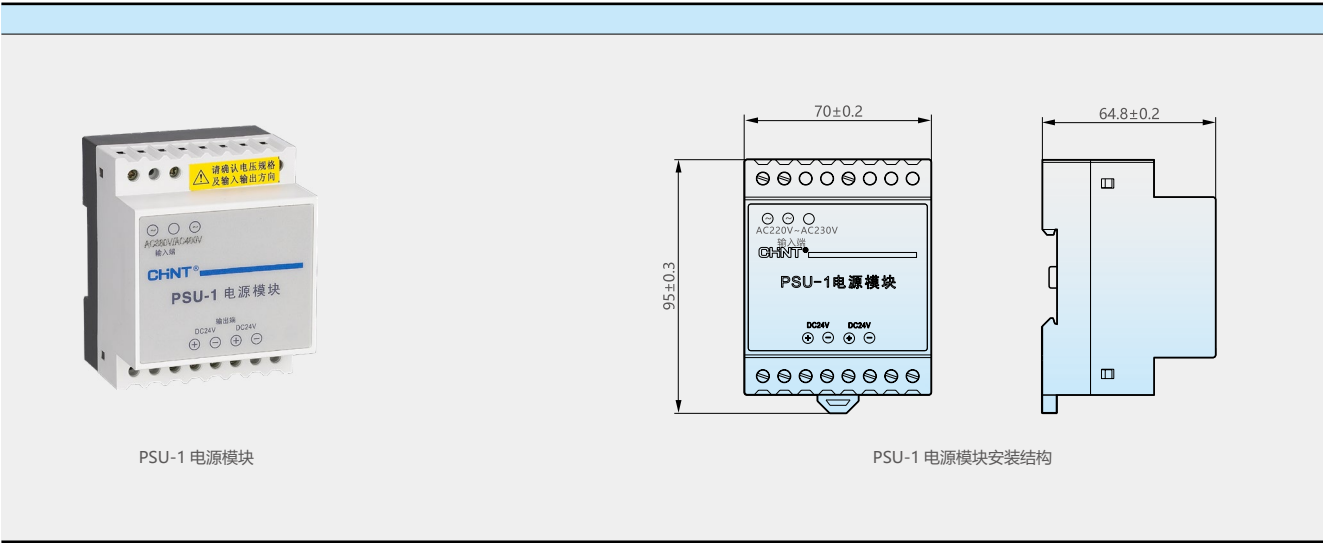 请确认电压规格
及输入输出方向
AC380V/AC400V
输入端
CHNT®
PSU-1 电源模块
输出端
DC24V DC24V
PSU-1 电源模块
70±0.2
95±0.3
AC220V~AC230V
输入端
CHNT
PSU-1电源模块
DC24V DC24V
64.8±0.2
PSU-1 电源模块安装结构